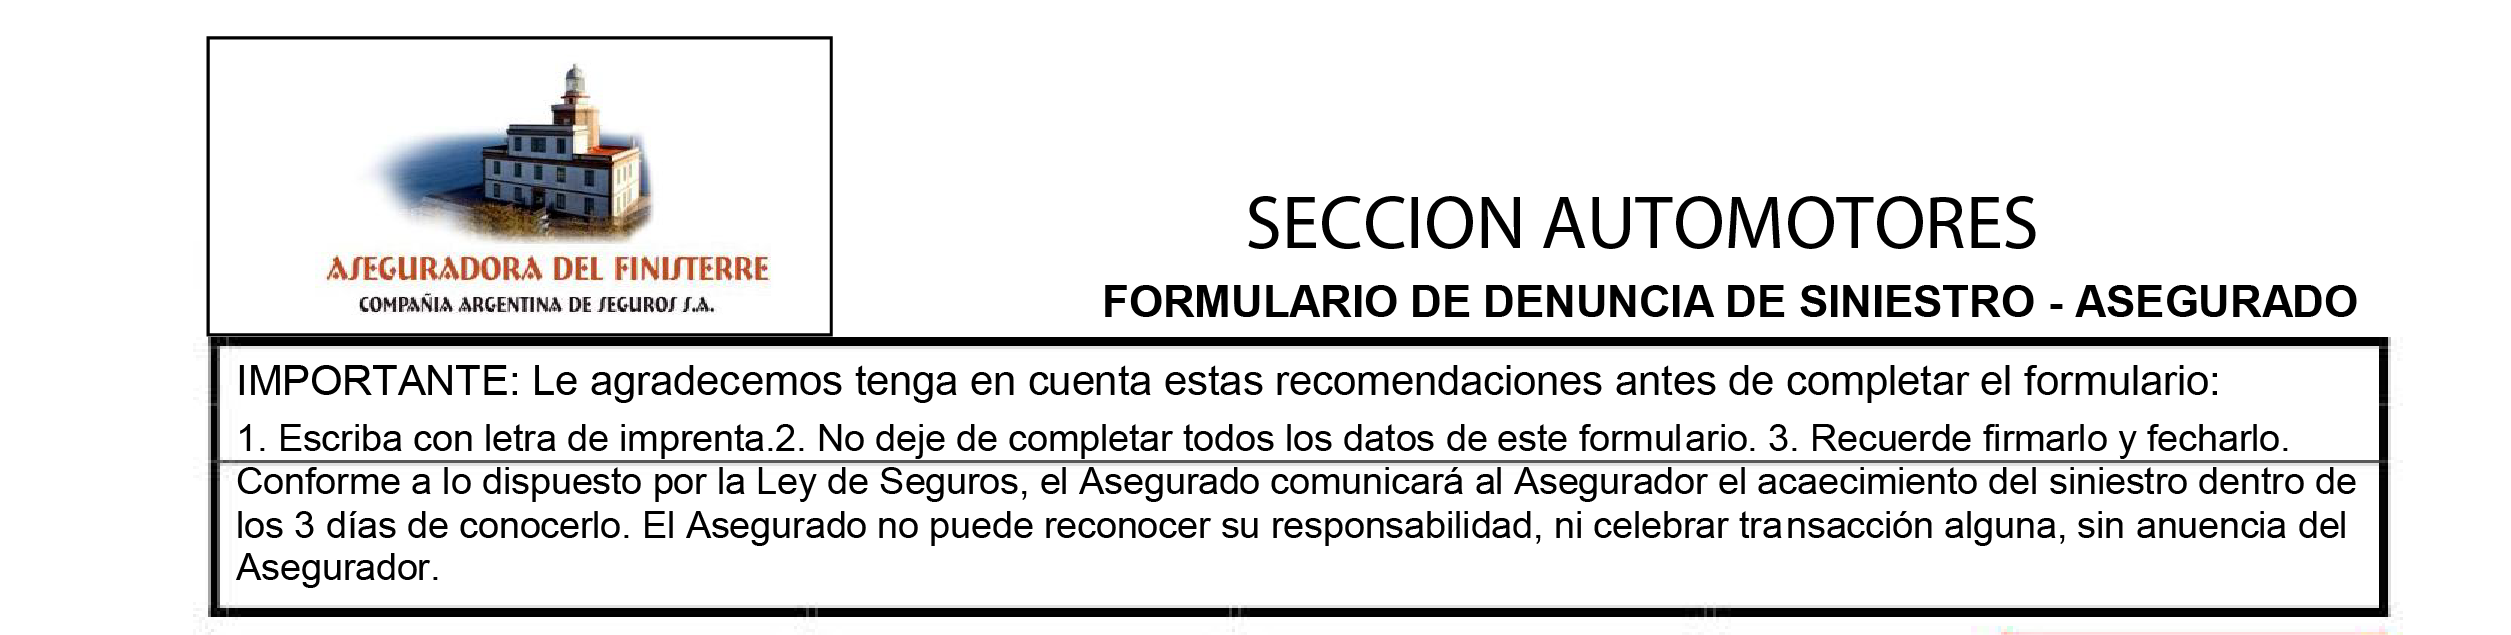 ASEGURADORA DEL FINISTERRE
COMPAÑIA ARGENTINA DE SEGUROS S.A.
SECCION AUTOMOTORES
FORMULARIO DE DENUNCIA DE SINIESTRO - ASEGURADO
IMPORTANTE: Le agradecemos tenga en cuenta estas recomendaciones antes de completar el formulario:
1. Escriba con letra de imprenta.2. No deje de completar todos los datos de este formulario. 3. Recuerde firmarlo y fecharlo.
Conforme a lo dispuesto por la Ley de Seguros, el Asegurado comunicará al Asegurador el acaecimiento del siniestro dentro de
los 3 días de conocerlo. El Asegurado no puede reconocer su responsabilidad, ni celebrar transacción alguna, sin anuencia del
Asegurador.